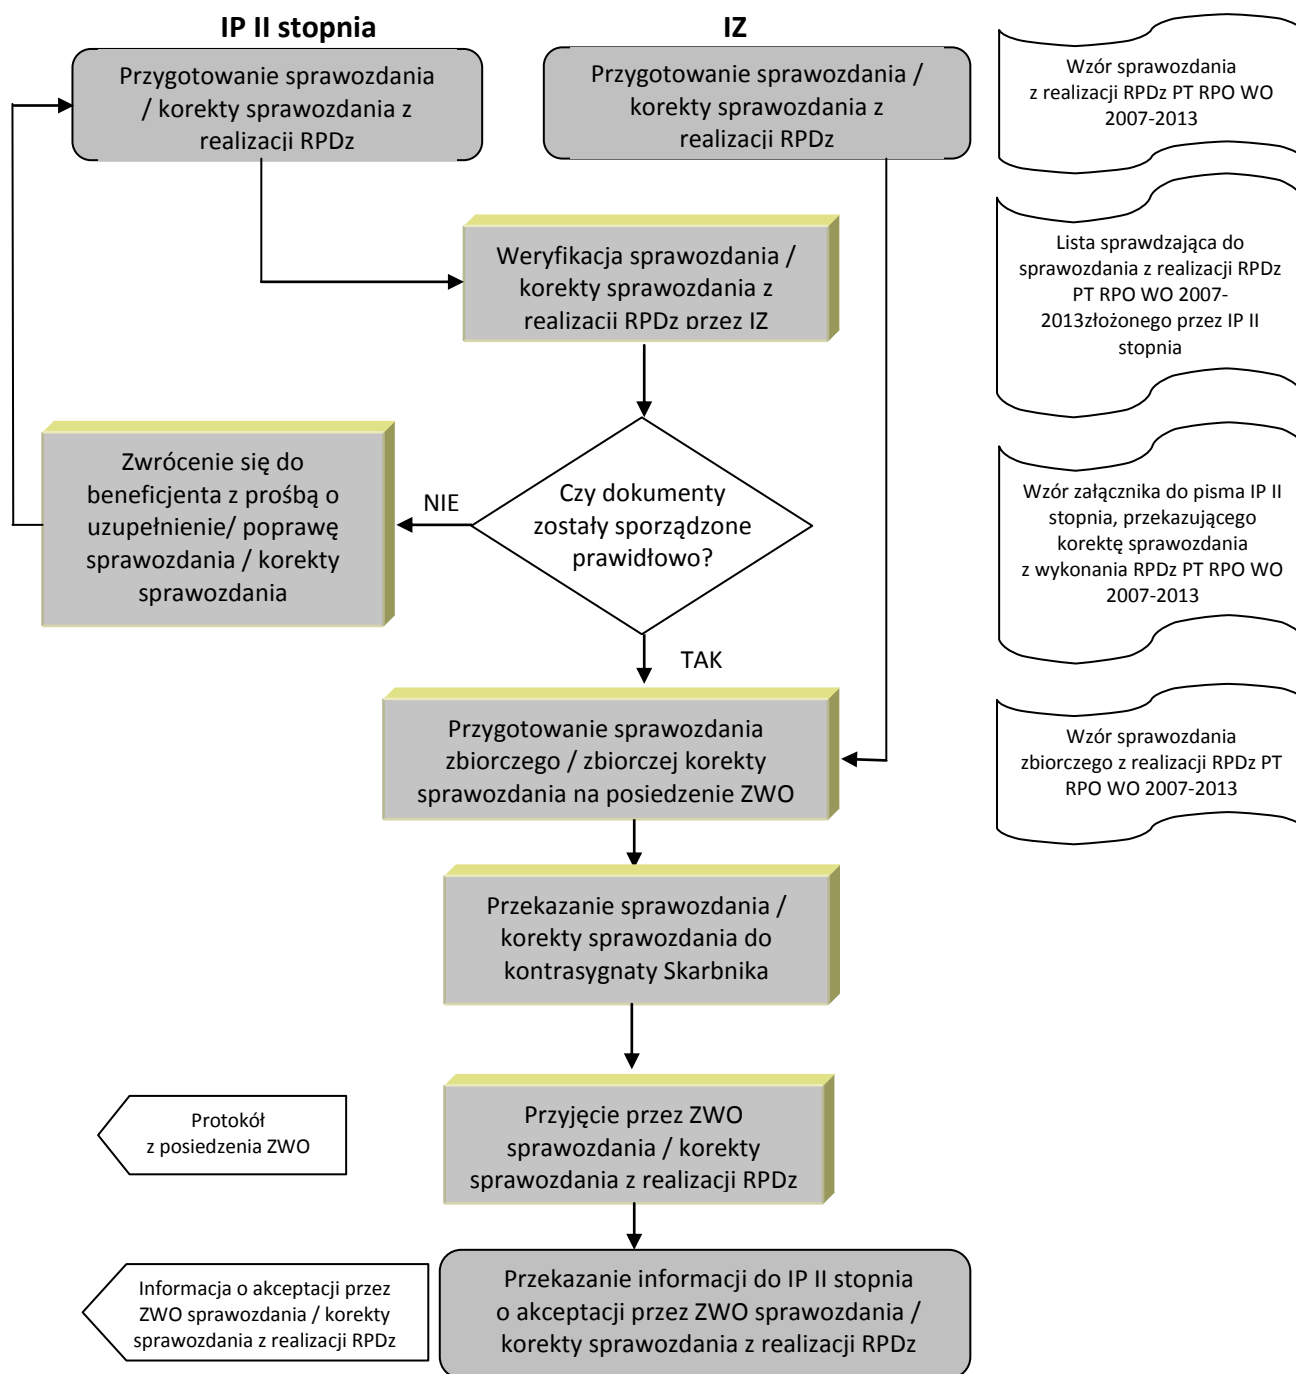 IP II stopnia
IZ
Przygotowanie sprawozdania
/ korekty sprawozdania z
realizacji RPDz
Przygotowanie sprawozdania /
korekty sprawozdania z
realizacji RPDz
Wzór sprawozdania
z realizacji RPDz PT RPO WO
2007-2013
Weryfikacja sprawozdania /
korekty sprawozdania z
realizacji RPDz przez IZ
Lista sprawdzająca do
sprawozdania z realizacji RPDz
PT RPO WO 2007-
2013złożonego przez IP II
stopnia
Zwrócenie się do
beneficjenta z prośbą o
uzupełnienie/ poprawę
sprawozdania / korekty
sprawozdania
NIE
Czy dokumenty
zostały sporządzone
prawidłowo?
Wzór załącznika do pisma IP II
stopnia, przekazującego
korektę sprawozdania
z wykonania RPDz PT RPO WO
2007-2013
TAK
Przygotowanie sprawozdania
zbiorczego / zbiorczej korekty
sprawozdania na posiedzenie ZWO
Wzór sprawozdania
zbiorczego z realizacji RPDz PT
RPO WO 2007-2013
Przekazanie sprawozdania /
korekty sprawozdania do
kontrasygnaty Skarbnika
Protokół
z posiedzenia ZWO
Przyjęcie przez ZWO
sprawozdania / korekty
sprawozdania z realizacji RPDz
Informacja o akceptacji przez
ZWO sprawozdania / korekty
sprawozdania z realizacji RPDz
Przekazanie informacji do IP II stopnia
o akceptacji przez ZWO sprawozdania /
korekty sprawozdania z realizacji RPDz